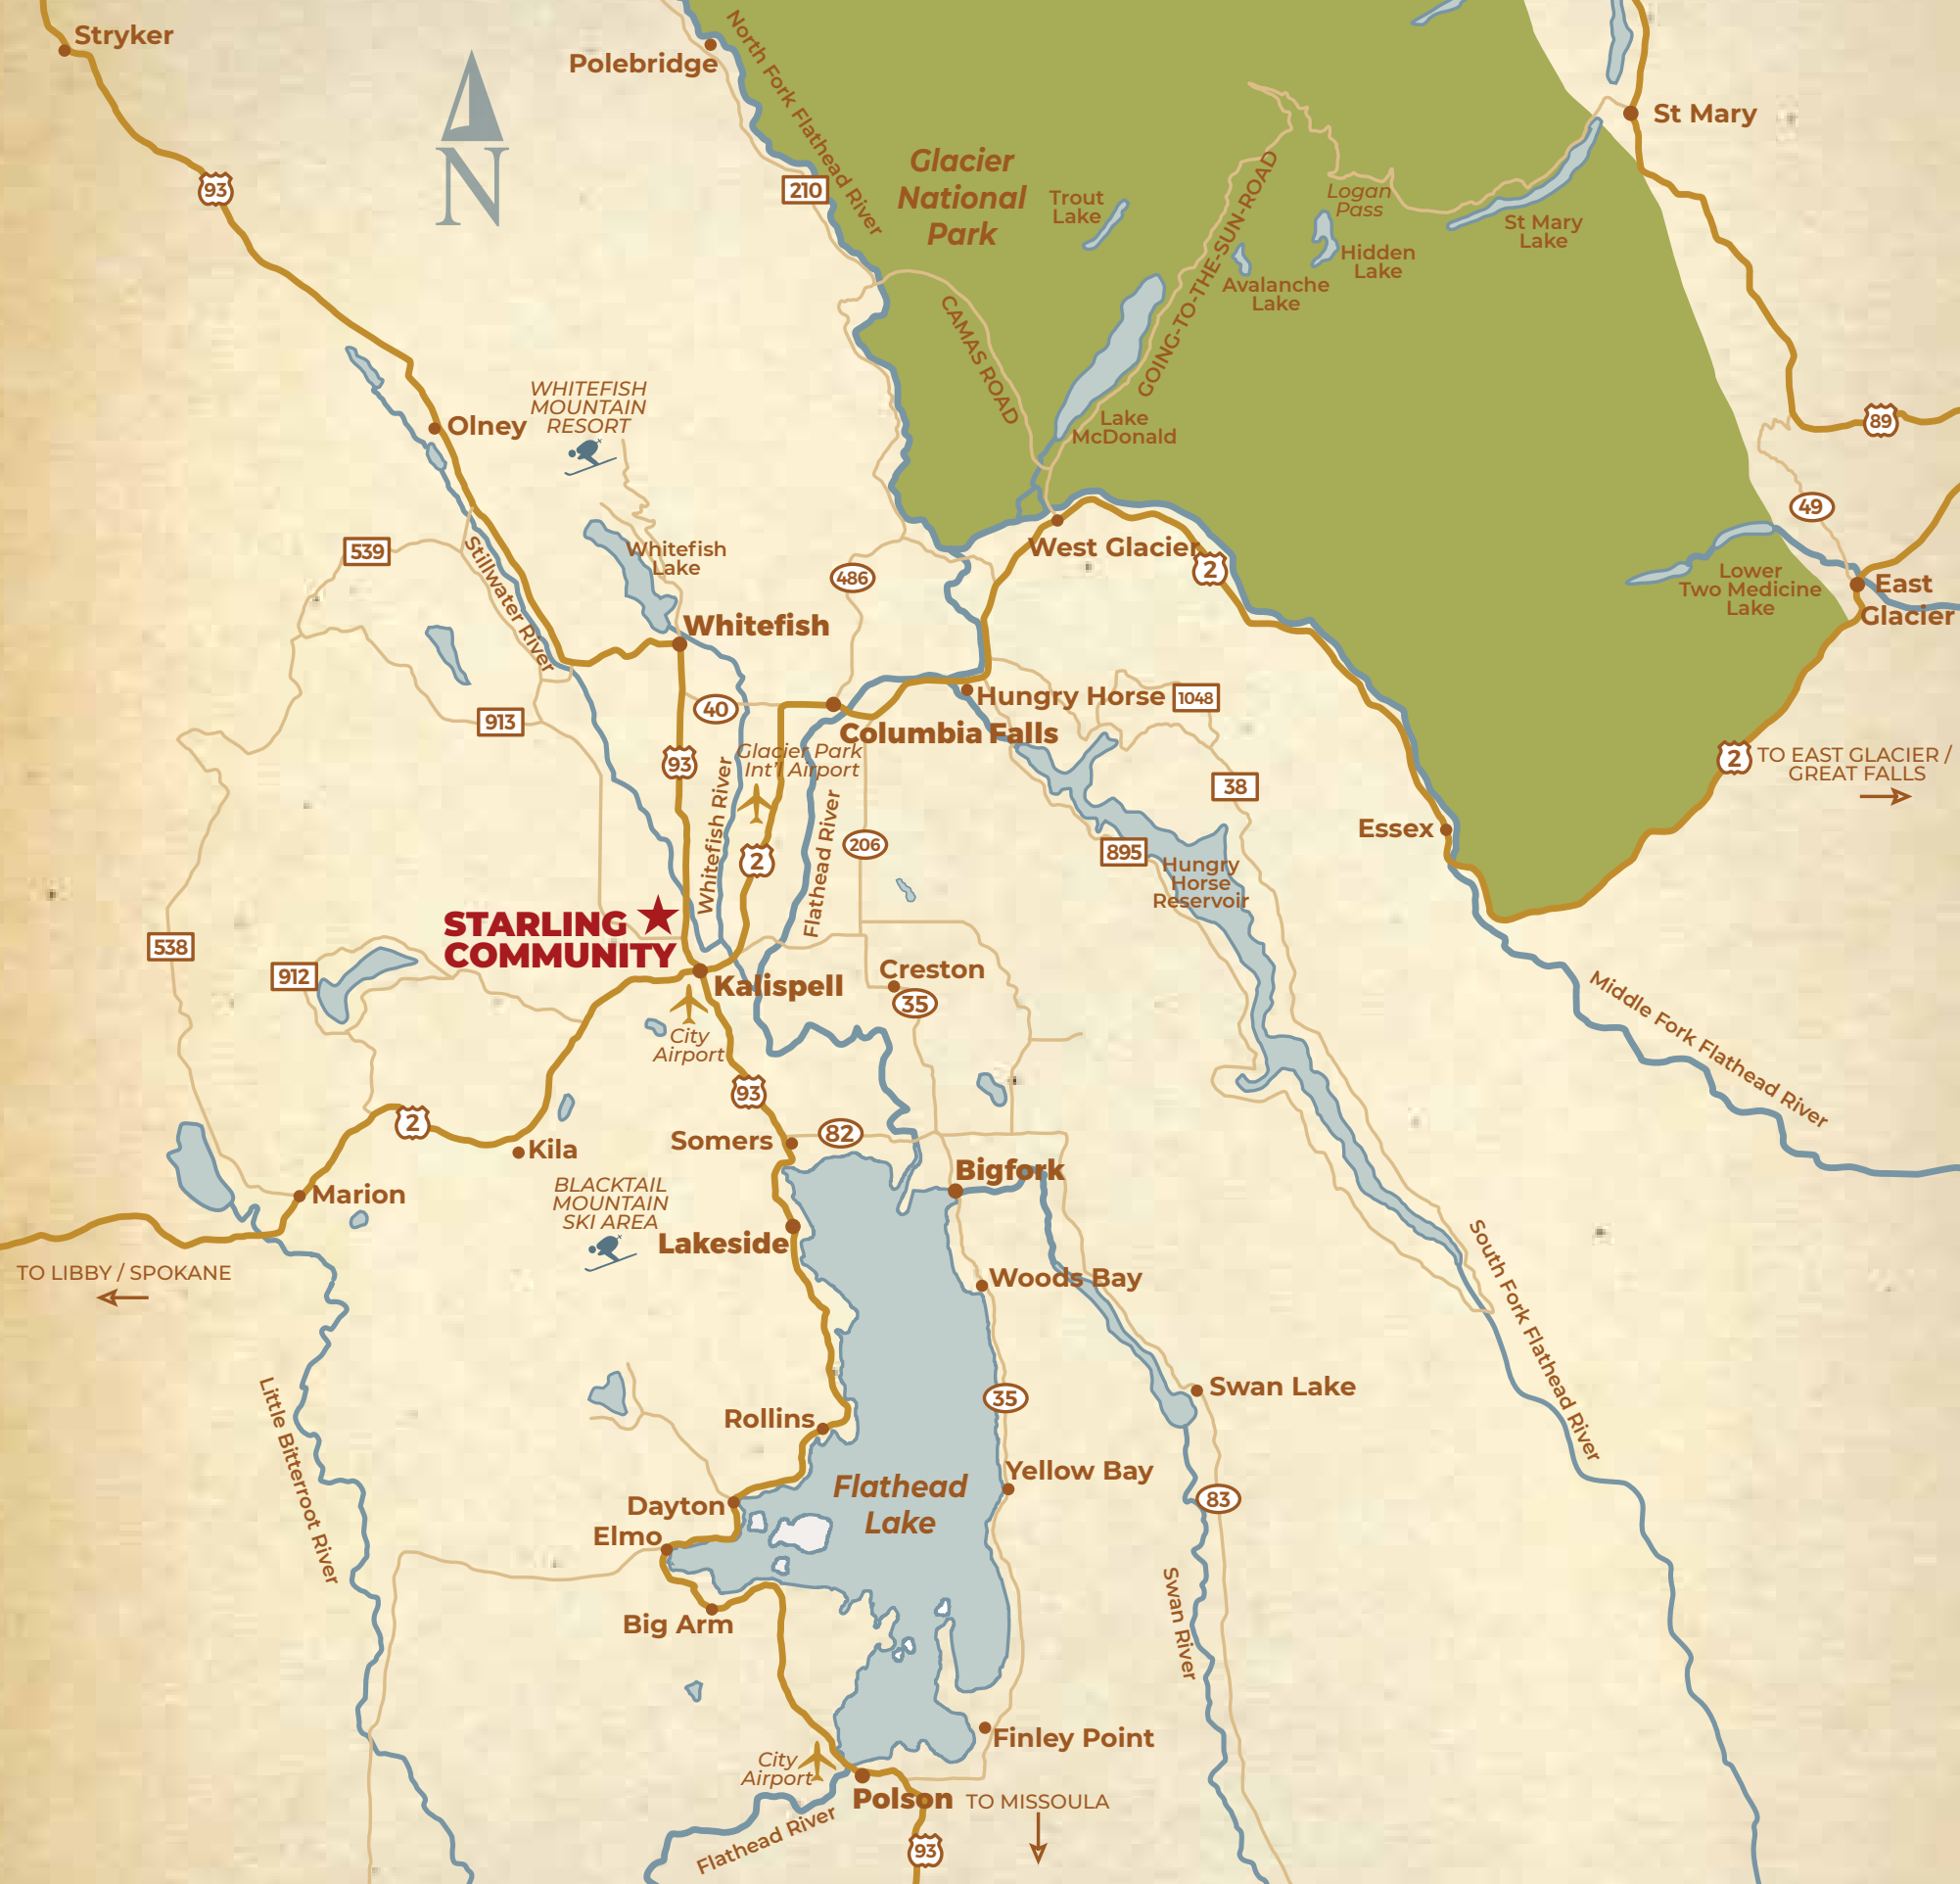 Stryker
Polebridge
North Fork Flathead River
St Mary
93
210
Glacier
National
Park
Trout
Lake
GOING-TO-THE-SUN-ROAD
Logan
Pass
St Mary
Lake
Hidden
Lake
Avalanche
Lake
CAMAS ROAD
Lake
McDonald
WHITEFISH
MOUNTAIN
RESORT
Olney
89
49
539
Stillwater River
Whitefish
Lake
486
West Glacier
2
Lower
Two Medicine
Lake
East
Glacier
Whitefish
40
913
Hungry Horse
1048
Columbia Falls
93
Glacier Park
Int'l Airport
38
2
TO EAST GLACIER /
GREAT FALLS
Whitefish River
2
Flathead River
206
895
Hungry
Horse
Reservoir
Essex
STARLING
COMMUNITY
538
912
Kalispell
Creston
35
City
Airport
Middle Fork Flathead River
93
2
Kila
Somers
82
Bigfork
Marion
BLACKTAIL
MOUNTAIN
SKI AREA
Lakeside
TO LIBBY / SPOKANE
Woods Bay
South Fork Flathead River
Little Bitterroot River
Swan Lake
35
Rollins
Flathead
Lake
Yellow Bay
83
Dayton
Elmo
Big Arm
Swan River
Finley Point
City
Airport
Polson
TO MISSOULA
Flathead River
93
N